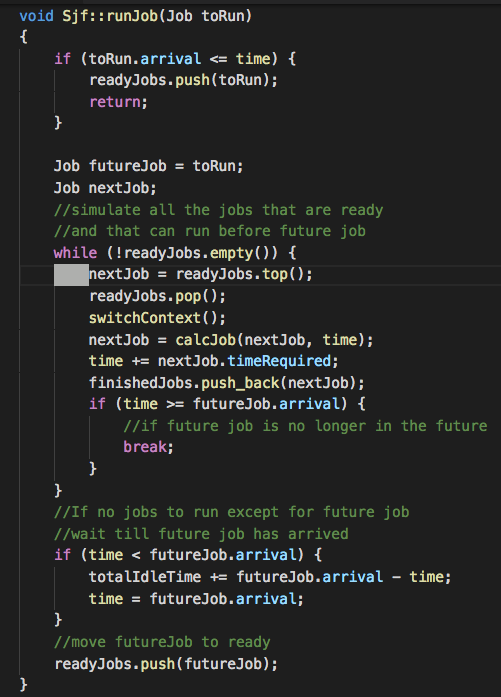 void Sjf::runJob(Job toRun)
{
    if (toRun.arrival <= time) {
        readyJobs.push(toRun);
        return;
    }

    Job futureJob = toRun;
    Job nextJob;
    //simulate all the jobs that are ready
    //and that can run before future job
    while (!readyJobs.empty()) {
        nextJob = readyJobs.top();
        readyJobs.pop();
        switchContext();
        nextJob = calcJob(nextJob, time);
        time += nextJob.timeRequired;
        finishedJobs.push_back(nextJob);
        if (time >= futureJob.arrival) {
            //if future job is no longer in the future
            break;
        }
    }
    //If no jobs to run except for future job
    //wait till future job has arrived
    if (time < futureJob.arrival) {
        totalIdleTime += futureJob.arrival - time;
        time = futureJob.arrival;
    }
    //move futureJob to ready
    readyJobs.push(futureJob);
}